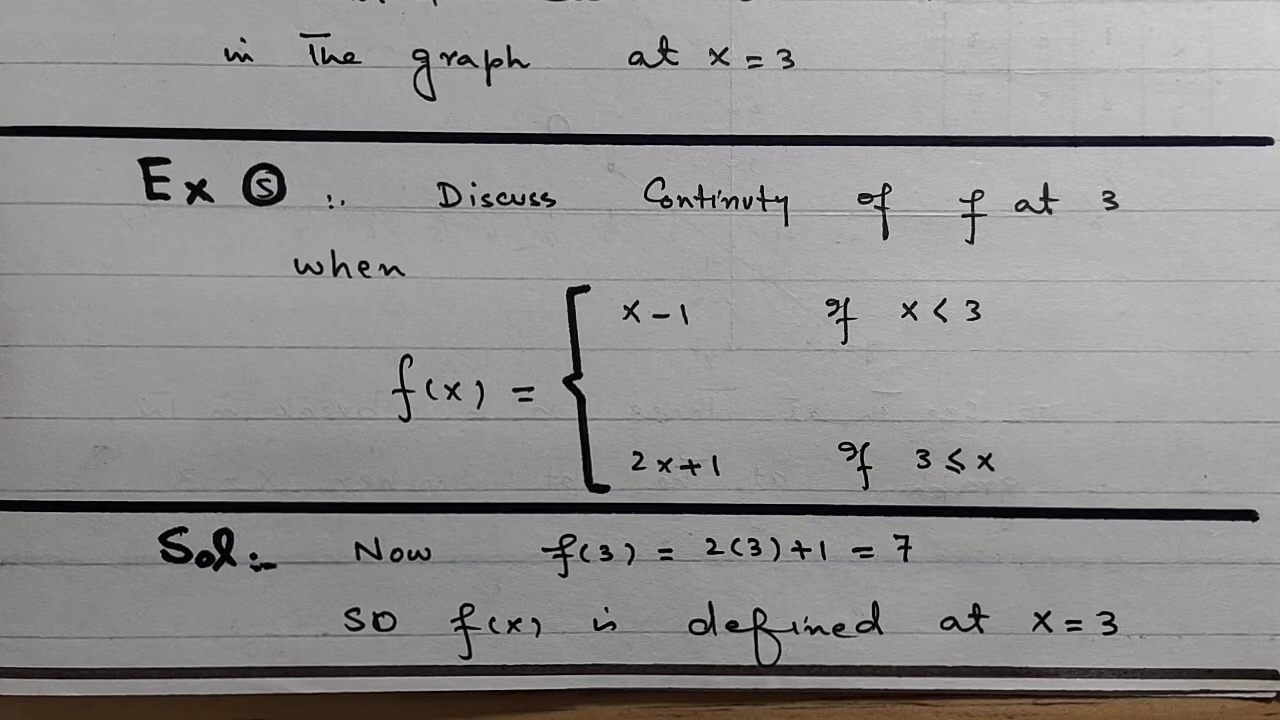 in The graph at x = 3
Ex ⑤ :. Discuss Continuty of f at 3
when
x - 1 if x < 3
f(x) = {
2x+1 if 3 ≤ x
Sol:- Now f(3) = 2(3)+1 = 7
so f(x) is defined at x = 3